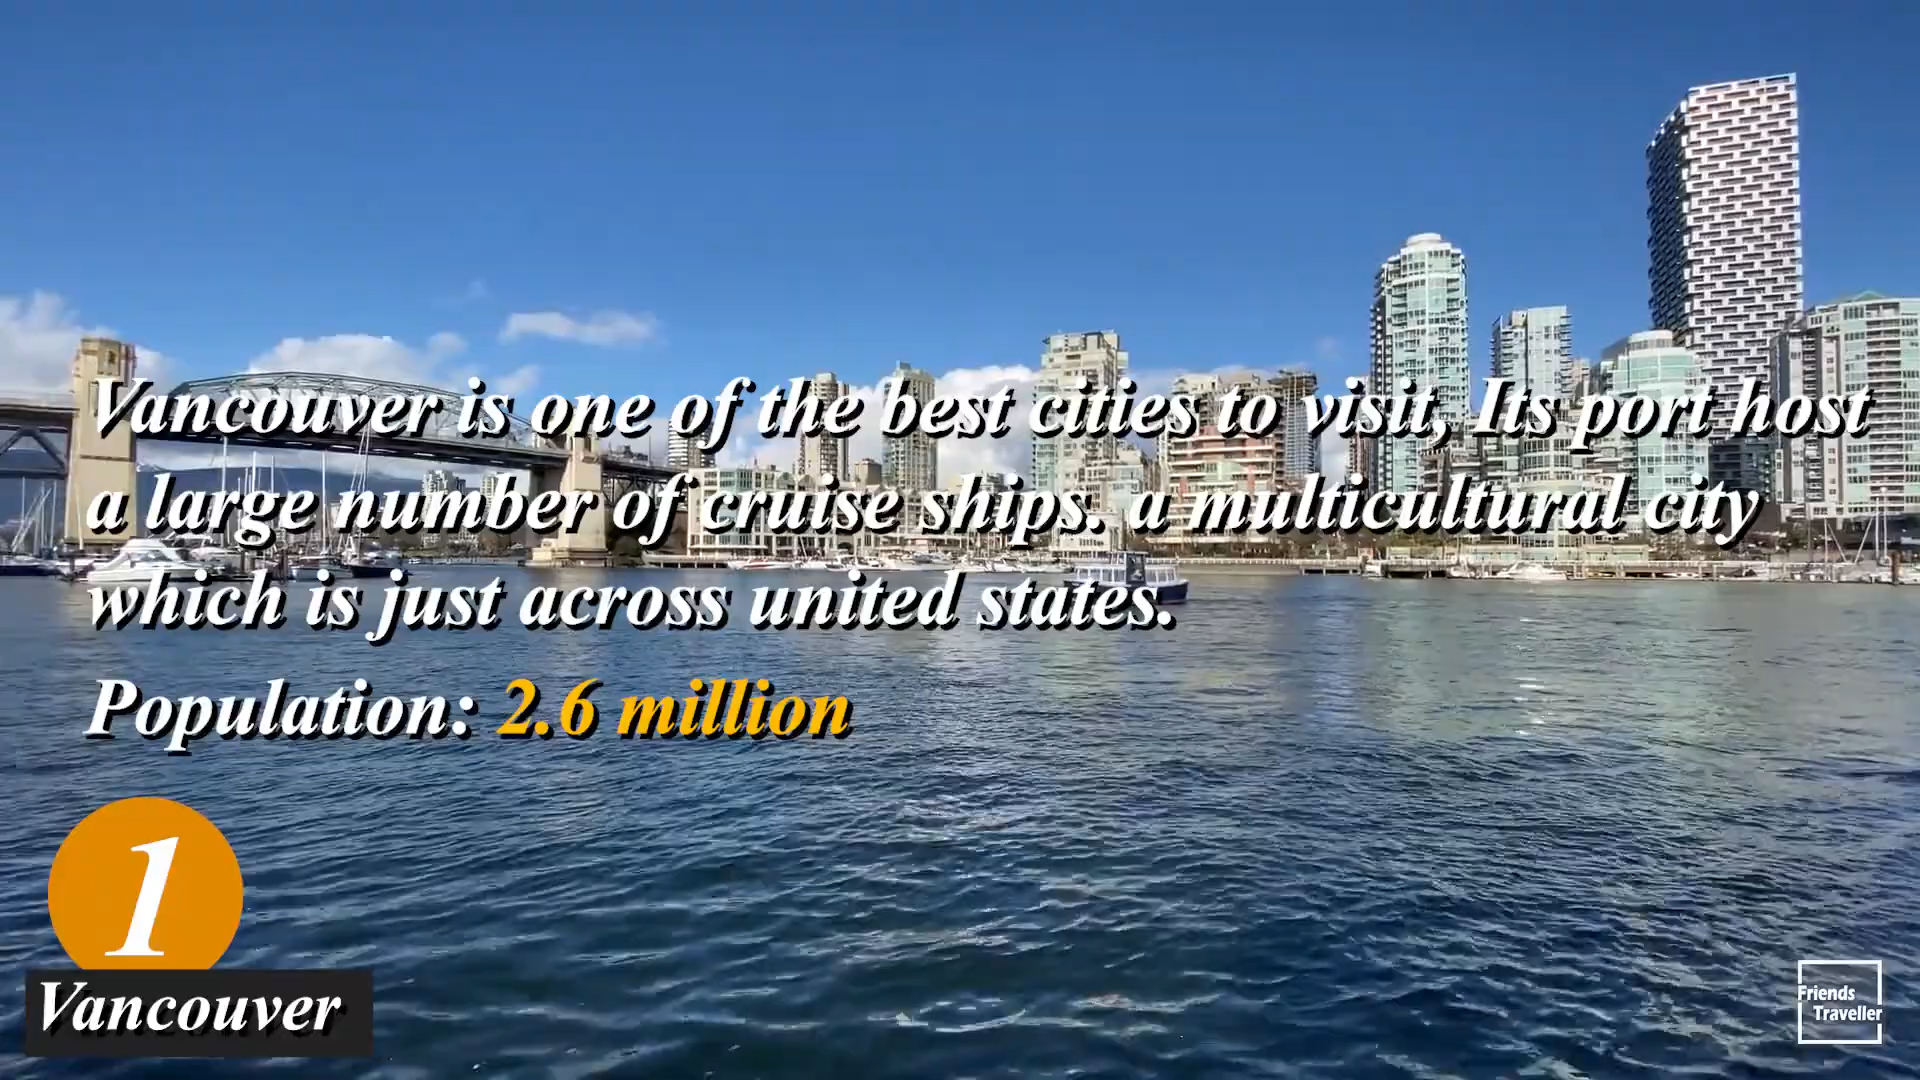 Vancouver is one of the best cities to visit, Its port host
a large number of cruise ships. a multicultural city
which is just across united states.
Population: 2.6 million
1
Vancouver
Friends
Traveller